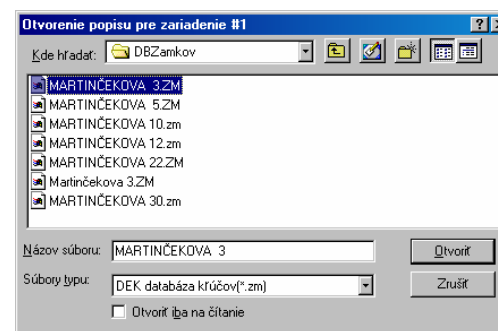 Otvorenie popisu pre zariadenie #1
Kde hľadať: DBZamkov
MARTINČEKOVA  3.ZM
MARTINČEKOVA  5.ZM
MARTINČEKOVA 10.zm
MARTINČEKOVA 12.zm
MARTINČEKOVA 22.ZM
Martinčekova 3.ZM
MARTINČEKOVA 30.zm
Názov súboru: MARTINČEKOVA  3 Otvoriť
Súbory typu: DEK databáza kľúčov(*.zm) Zrušiť
Otvoriť iba na čítanie